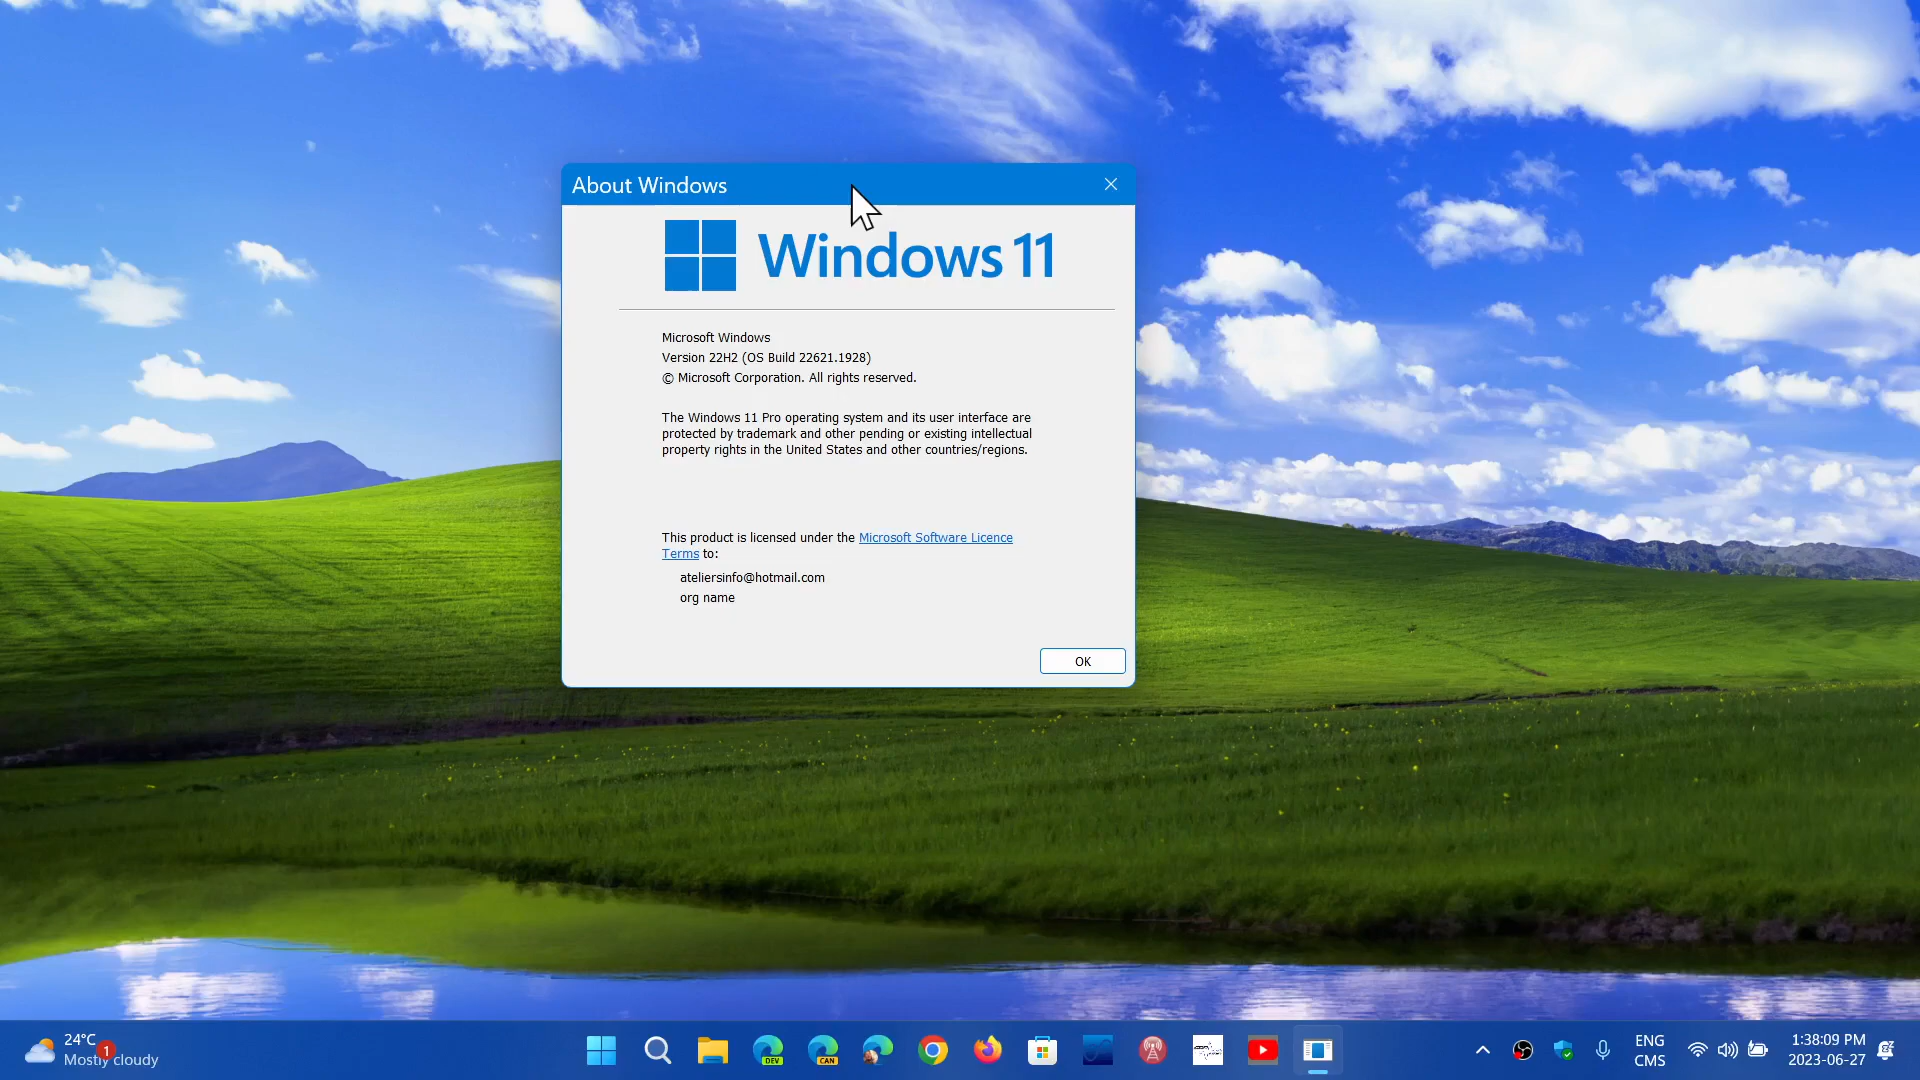 About Windows
Windows 11
Microsoft Windows
Version 22H2 (OS Build 22621.1928)
© Microsoft Corporation. All rights reserved.
The Windows 11 Pro operating system and its user interface are
protected by trademark and other pending or existing intellectual
property rights in the United States and other countries/regions.
This product is licensed under the Microsoft Software Licence
Terms to:
ateliersinfo@hotmail.com
org name
OK
24°C
1
Mostly cloudy
DEV
CAN
ENG
CMS
1:38:09 PM
2023-06-27